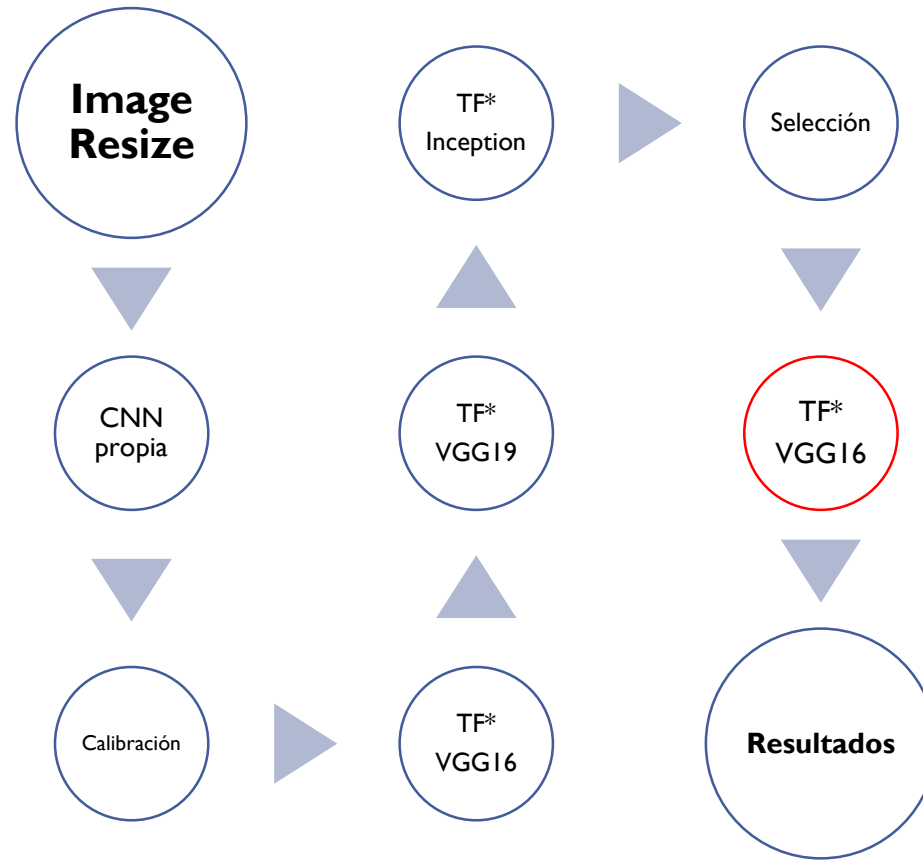 Image
Resize
CNN
propia
Calibración
TF*
VGG16
TF*
VGG19
TF*
Inception
Selección
TF*
VGG16
Resultados